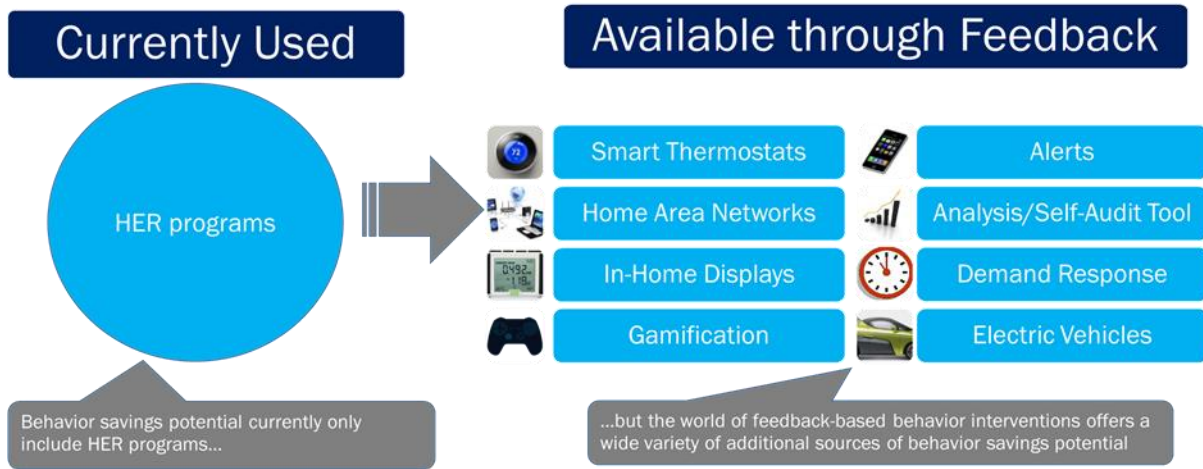 Currently Used
Available through Feedback
HER programs
Smart Thermostats
Alerts
Home Area Networks
Analysis/Self-Audit Tool
In-Home Displays
Demand Response
Gamification
Electric Vehicles
Behavior savings potential currently only
include HER programs...
...but the world of feedback-based behavior interventions offers a
wide variety of additional sources of behavior savings potential
72